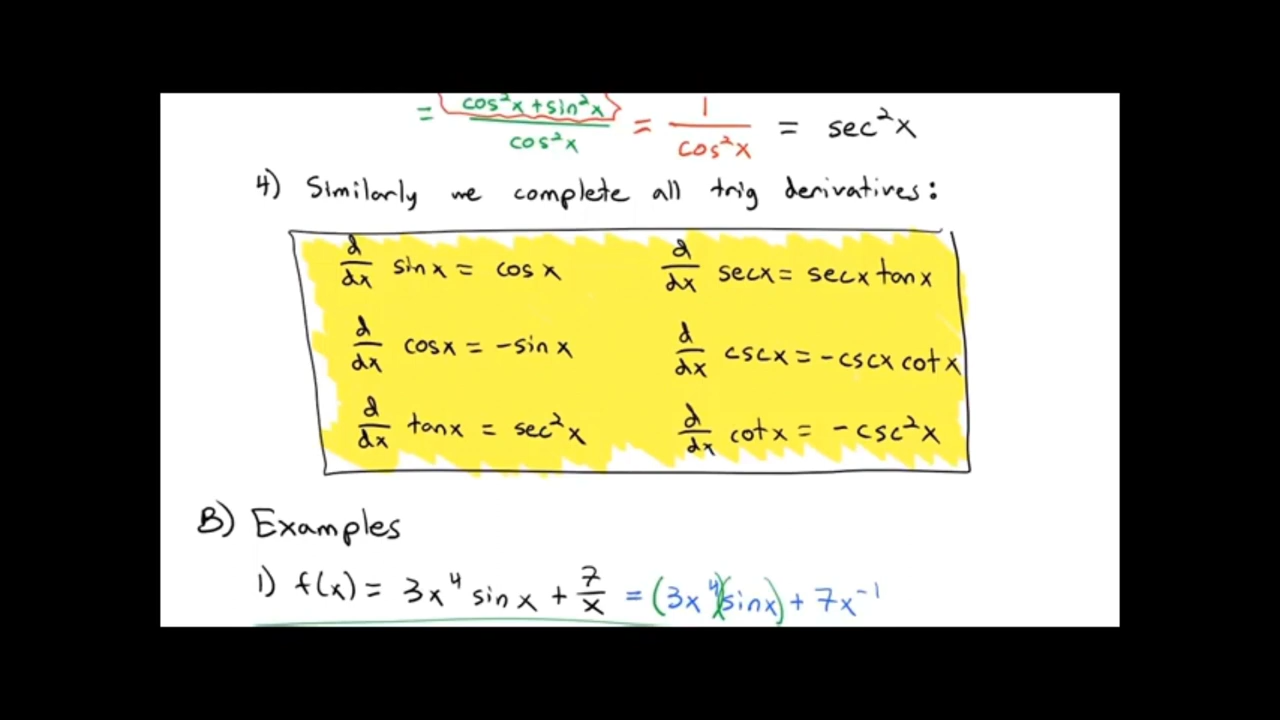 = cos²x + sin²x / cos²x = 1 / cos²x = sec²x
4) Similarly we complete all trig derivatives:
d/dx sin x = cos x    d/dx sec x = sec x tan x
d/dx cos x = -sin x    d/dx csc x = -csc x cot x
d/dx tan x = sec²x    d/dx cot x = -csc²x
B) Examples
1) f(x) = 3x⁴ sin x + 7/x = (3x⁴)(sin x) + 7x⁻¹